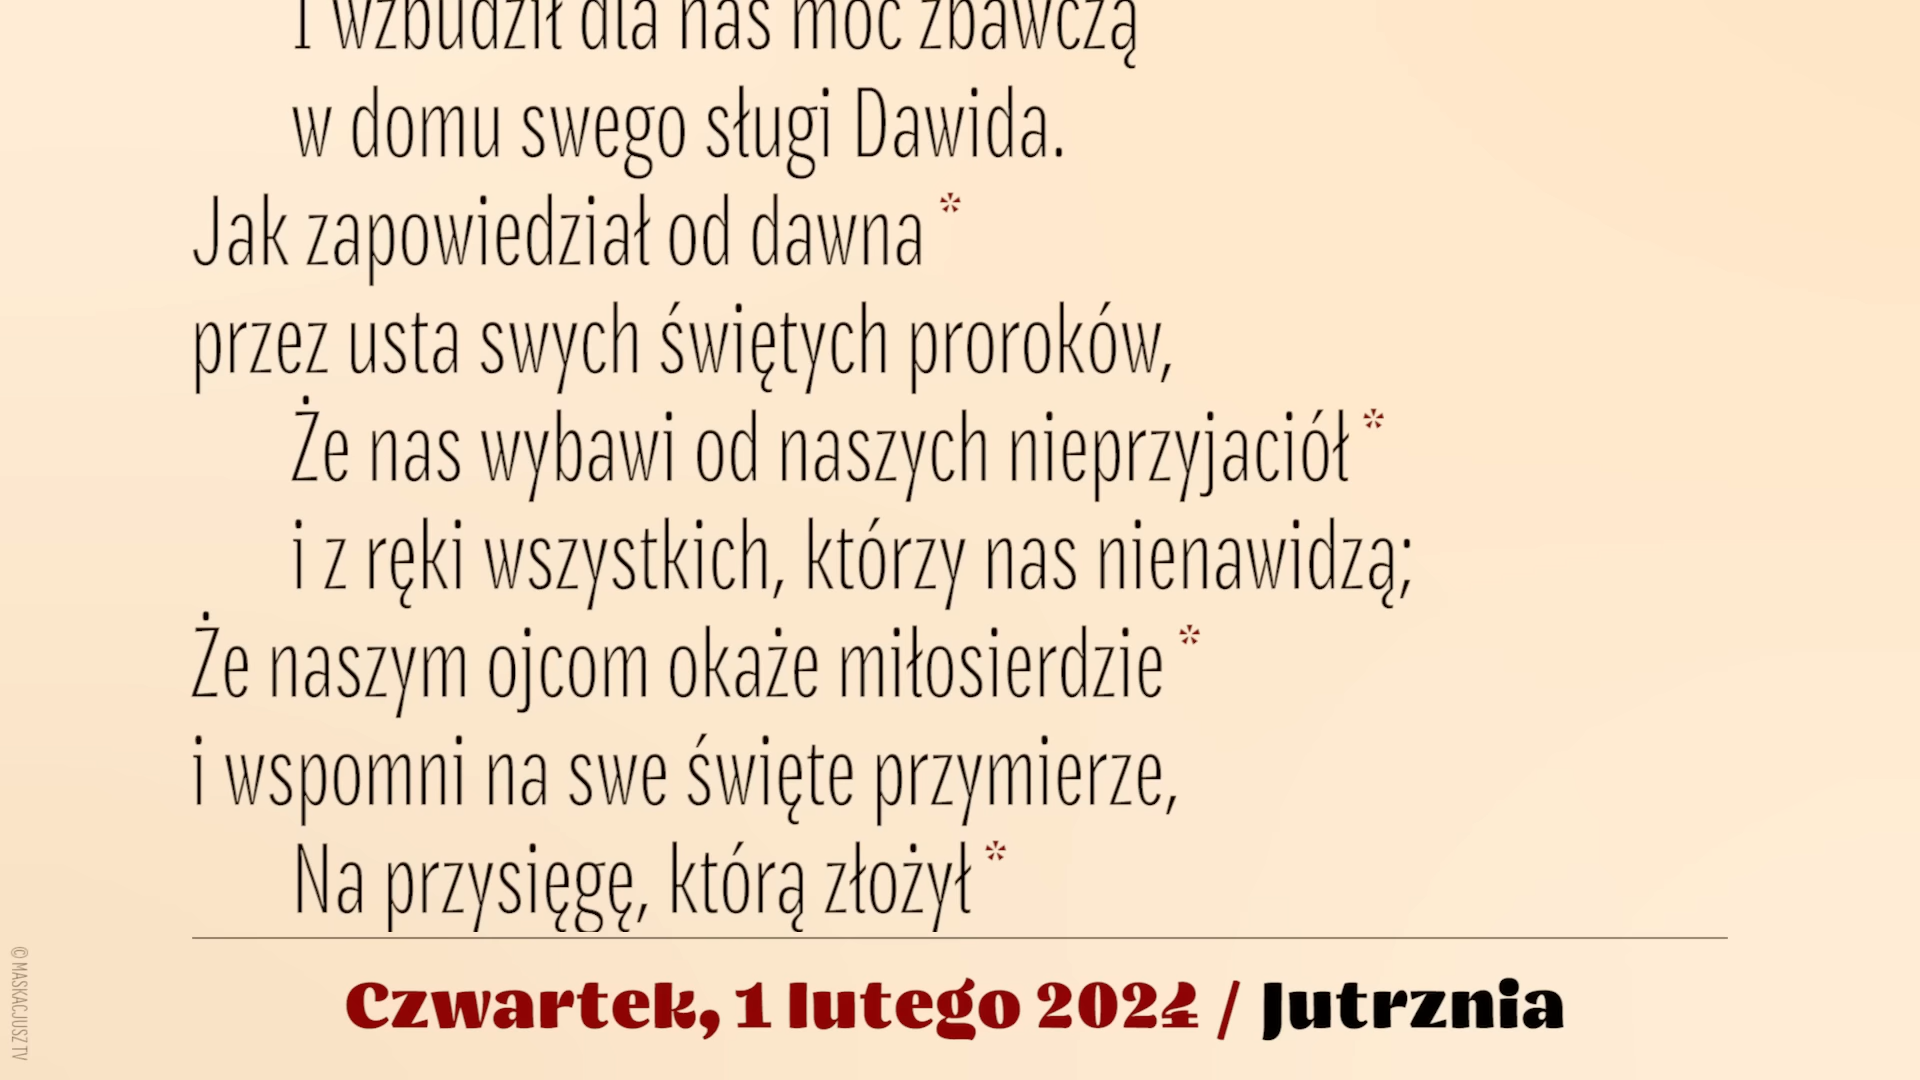 I wzbudził dla nas moc zbawczą
w domu swego sługi Dawida.
Jak zapowiedział od dawna *
przez usta swych świętych proroków,
Że nas wybawi od naszych nieprzyjaciół *
i z ręki wszystkich, którzy nas nienawidzą;
Że naszym ojcom okaże miłosierdzie *
i wspomni na swe święte przymierze,
Na przysięgę, którą złożył *
Czwartek, 1 lutego 2024 / Jutrznia
© MASKACJUSZ TV